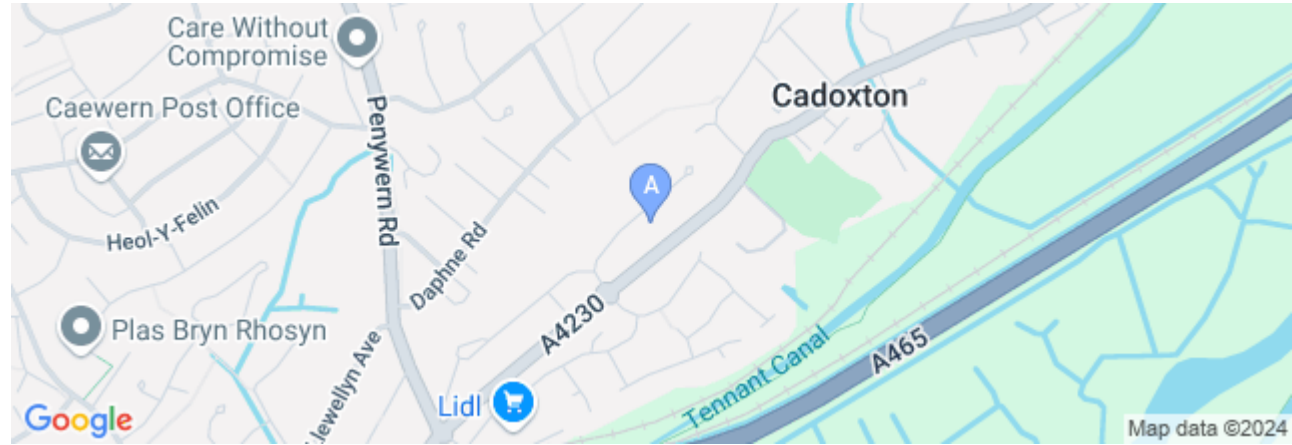 Care Without
Compromise
Caewern Post Office
Cadoxton
Penywern Rd
A
Heol-Y-Felin
Daphne Rd
A4230
Plas Bryn Rhosyn
Llewellyn Ave
A465
Tennant Canal
Lidl
Google
Map data ©2024